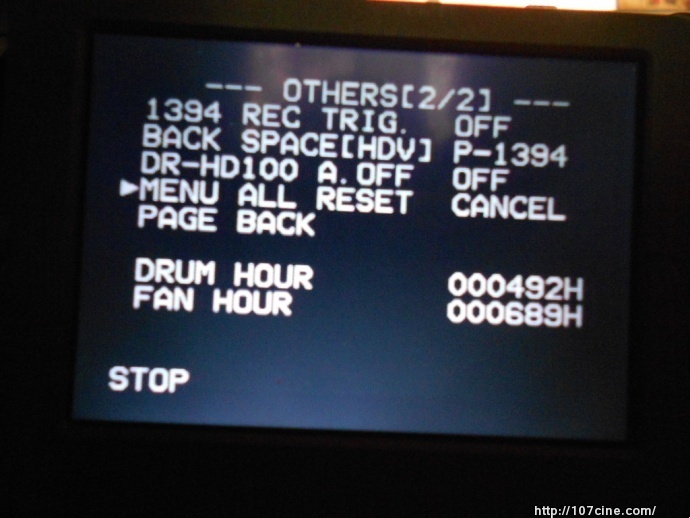 --- OTHERS[2/2] ---
1394 REC TRIG. OFF
BACK SPACE[HDV] P-1394
DR-HD100 A.OFF OFF
▶MENU ALL RESET CANCEL
PAGE BACK
DRUM HOUR 000492H
FAN HOUR 000689H
STOP
http://107cine.com/